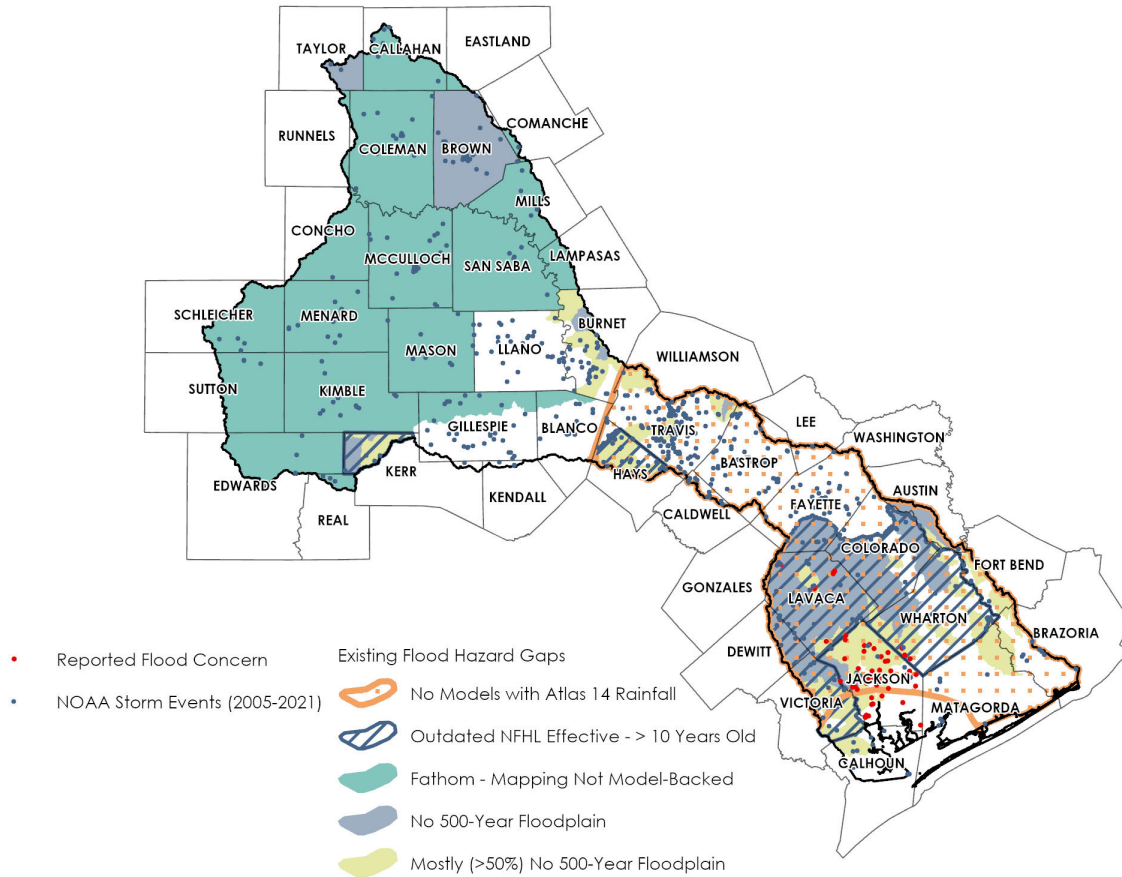 TAYLOR
CALLAHAN
EASTLAND
RUNNELS
COLEMAN
BROWN
COMANCHE
MILLS
CONCHO
MCCULLOCH
SAN SABA
LAMPASAS
SCHLEICHER
MENARD
BURNET
MASON
LLANO
WILLIAMSON
SUTTON
KIMBLE
GILLESPIE
BLANCO
TRAVIS
LEE
WASHINGTON
BASTROP
EDWARDS
KERR
HAYS
AUSTIN
REAL
KENDALL
CALDWELL
FAYETTE
COLORADO
FORT BEND
GONZALES
LAVACA
WHARTON
BRAZORIA
DEWITT
JACKSON
VICTORIA
MATAGORDA
CALHOUN
Reported Flood Concern
NOAA Storm Events (2005-2021)
Existing Flood Hazard Gaps
No Models with Atlas 14 Rainfall
Outdated NFHL Effective - > 10 Years Old
Fathom - Mapping Not Model-Backed
No 500-Year Floodplain
Mostly (>50%) No 500-Year Floodplain